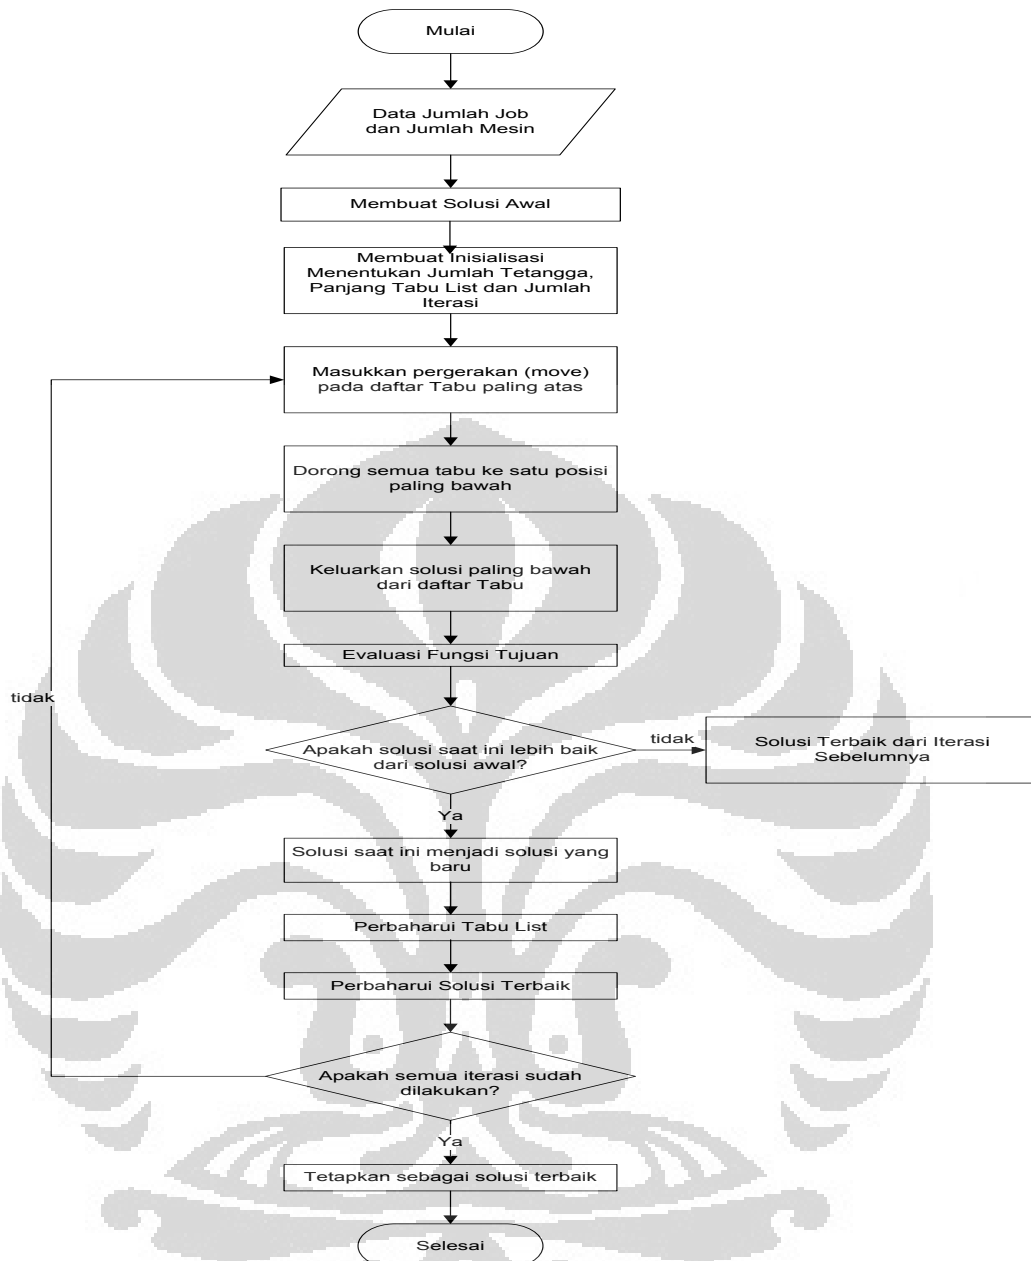 Mulai
Data Jumlah Job
dan Jumlah Mesin
Membuat Solusi Awal
Membuat Inisialisasi
Menentukan Jumlah Tetangga,
Panjang Tabu List dan Jumlah
Iterasi
Masukkan pergerakan (move)
pada daftar Tabu paling atas
Dorong semua tabu ke satu posisi
paling bawah
Keluarkan solusi paling bawah
dari daftar Tabu
Evaluasi Fungsi Tujuan
tidak
Apakah solusi saat ini lebih baik
dari solusi awal?
tidak
Solusi Terbaik dari Iterasi
Sebelumnya
Ya
Solusi saat ini menjadi solusi yang
baru
Perbaharui Tabu List
Perbaharui Solusi Terbaik
Apakah semua iterasi sudah
dilakukan?
Ya
Tetapkan sebagai solusi terbaik
Selesai